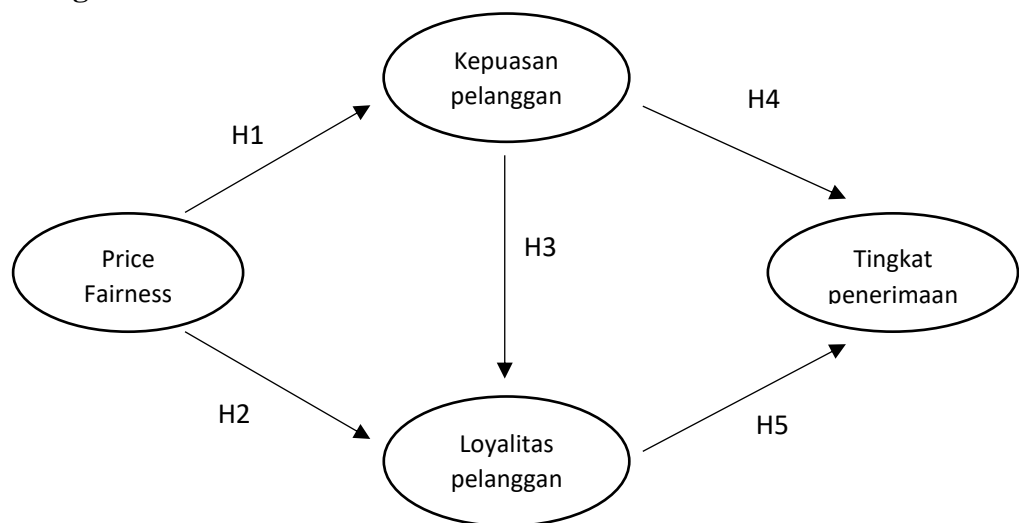 Kepuasan
pelanggan
H4
H1
Price
Fairness
H3
Tingkat
penerimaan
H2
Loyalitas
pelanggan
H5